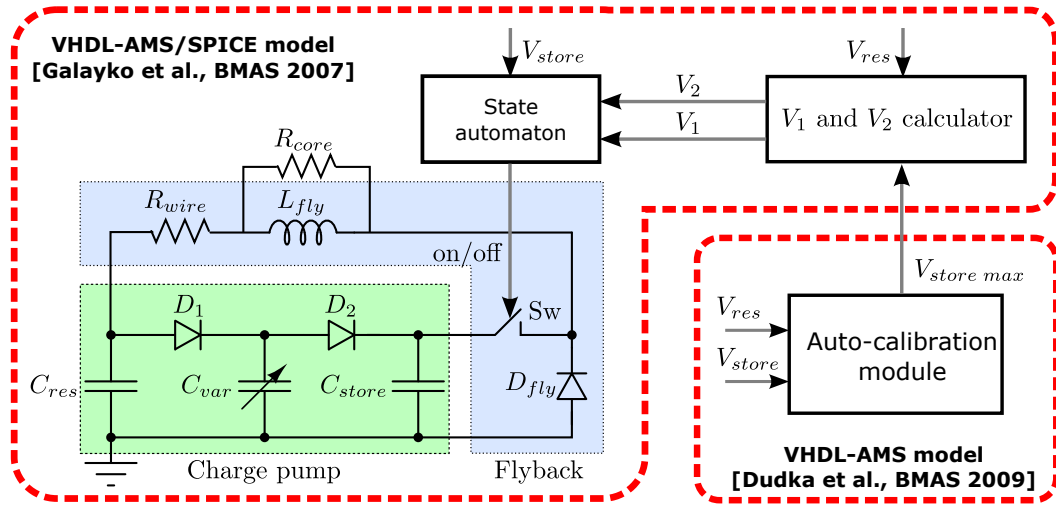 VHDL-AMS/SPICE model
[Galayko et al., BMAS 2007]
V_store
V_res
State
automaton
V_2
V_1
V_1 and V_2 calculator
R_core
R_wire
L_fly
on/off
V_store max
D_1
D_2
Sw
V_res
V_store
Auto-calibration
module
C_res
C_var
C_store
D_fly
Charge pump
Flyback
VHDL-AMS model
[Dudka et al., BMAS 2009]